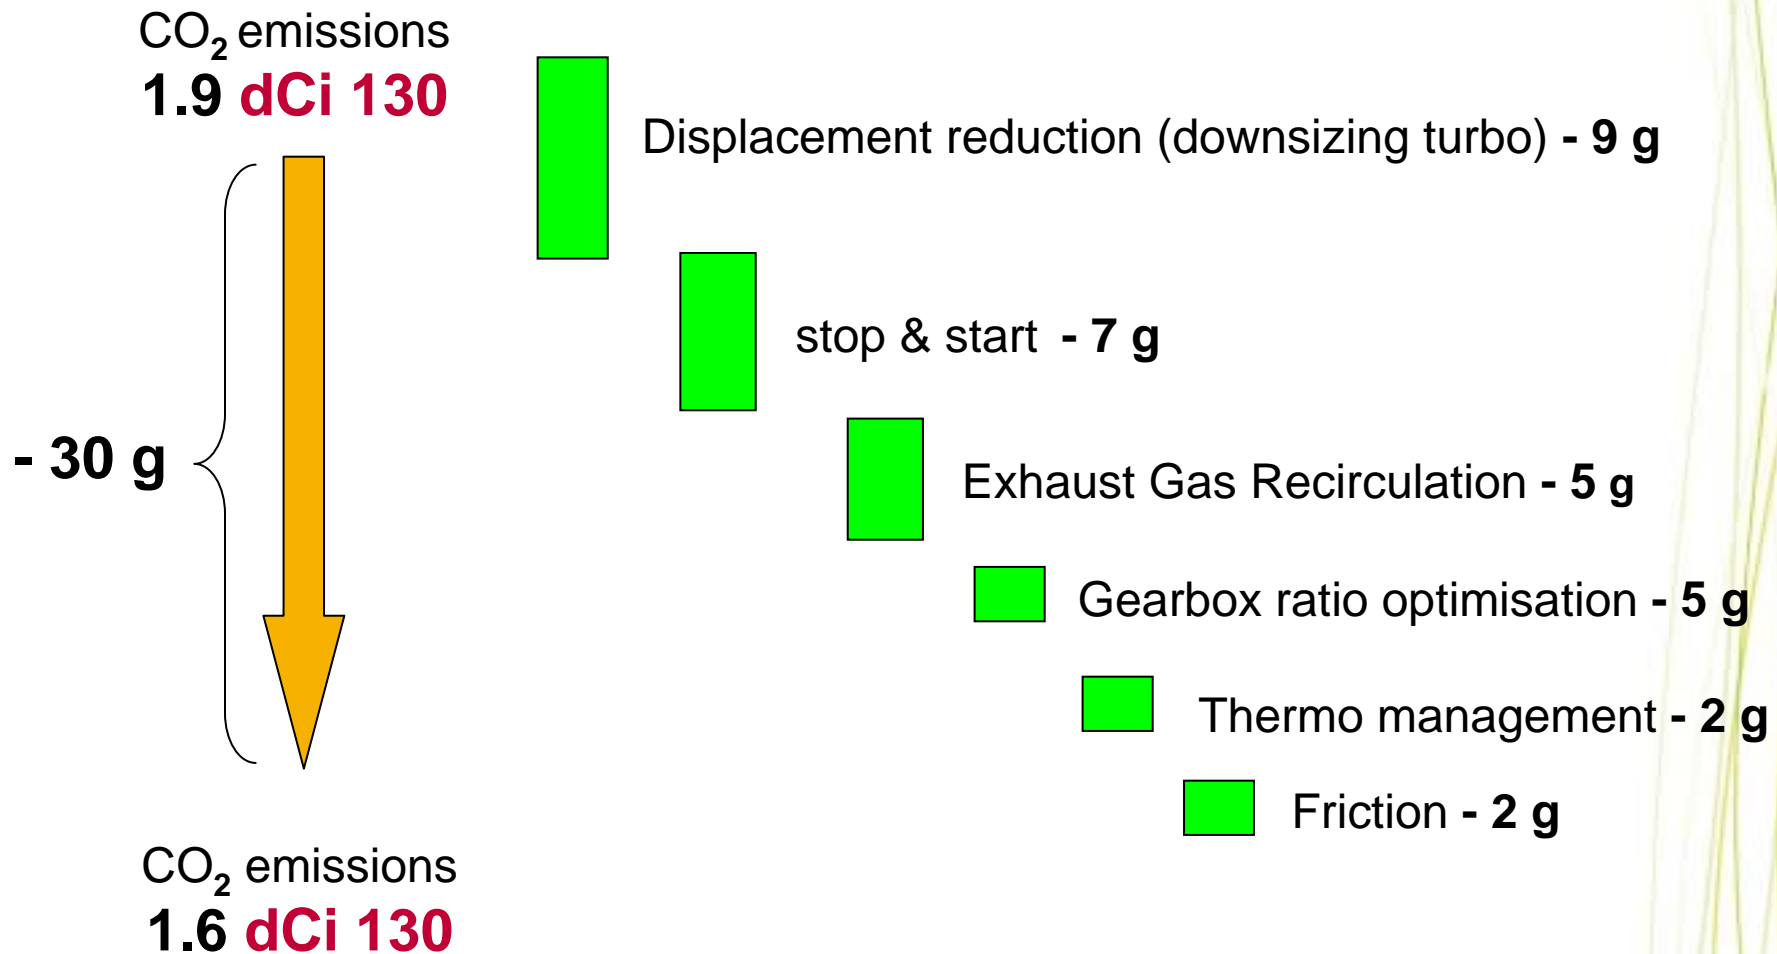 CO₂ emissions
1.9 dCi 130
Displacement reduction (downsizing turbo) - 9 g
stop & start - 7 g
- 30 g
Exhaust Gas Recirculation - 5 g
Gearbox ratio optimisation - 5 g
Thermo management - 2 g
Friction - 2 g
CO₂ emissions
1.6 dCi 130